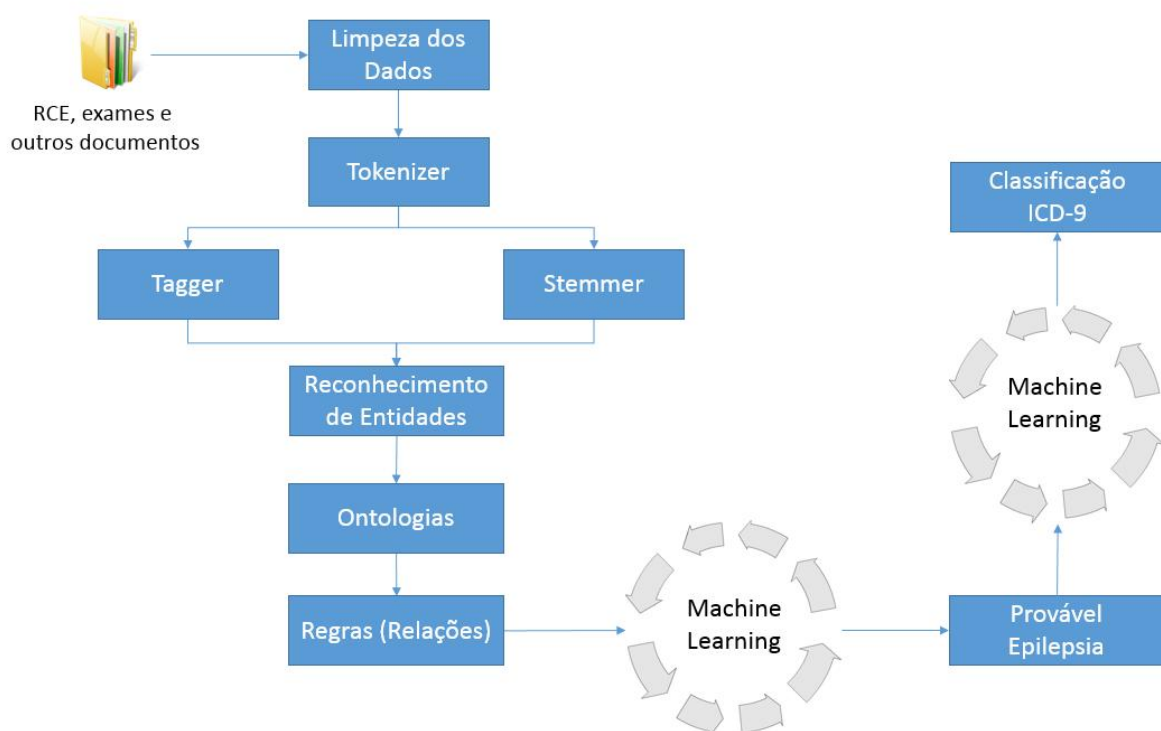 RCE, exames e
outros documentos
Limpeza dos
Dados
Tokenizer
Tagger
Stemmer
Reconhecimento
de Entidades
Ontologias
Regras (Relações)
Machine
Learning
Provável
Epilepsia
Machine
Learning
Classificação
ICD-9